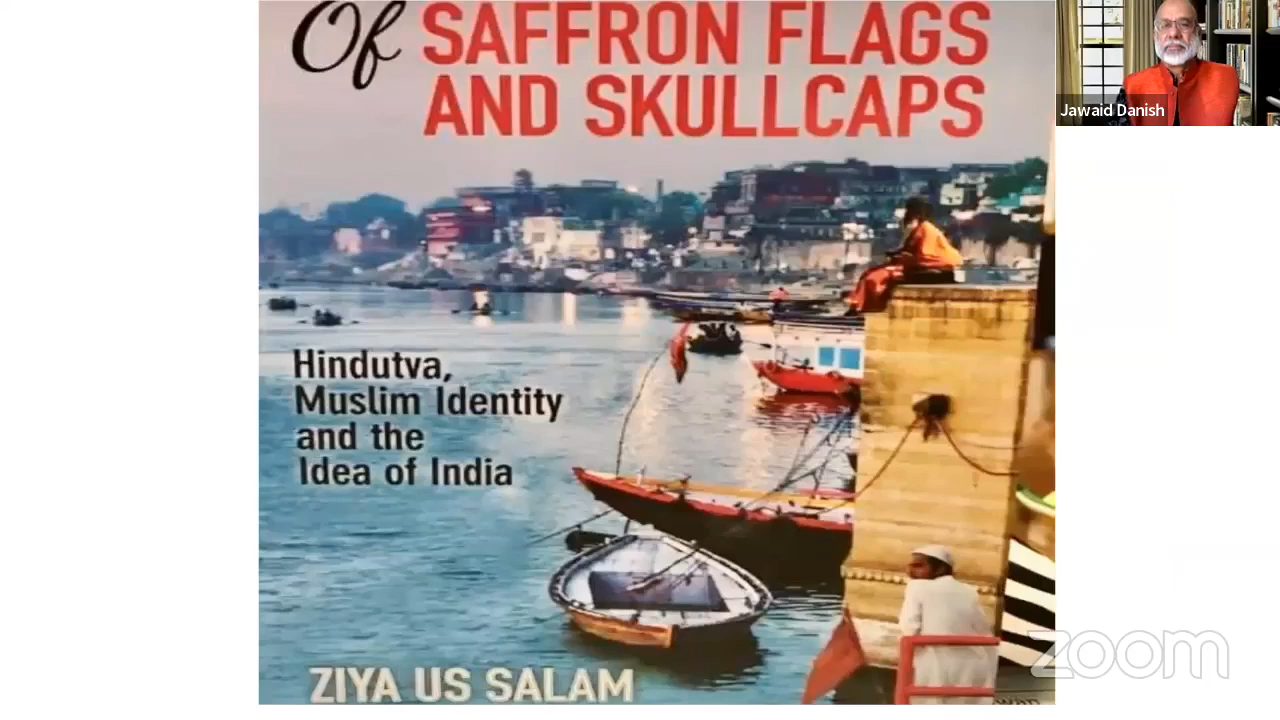 Of SAFFRON FLAGS
AND SKULLCAPS
Hindutva,
Muslim Identity
and the
Idea of India
ZIYA US SALAM
Jawaid Danish
zoom